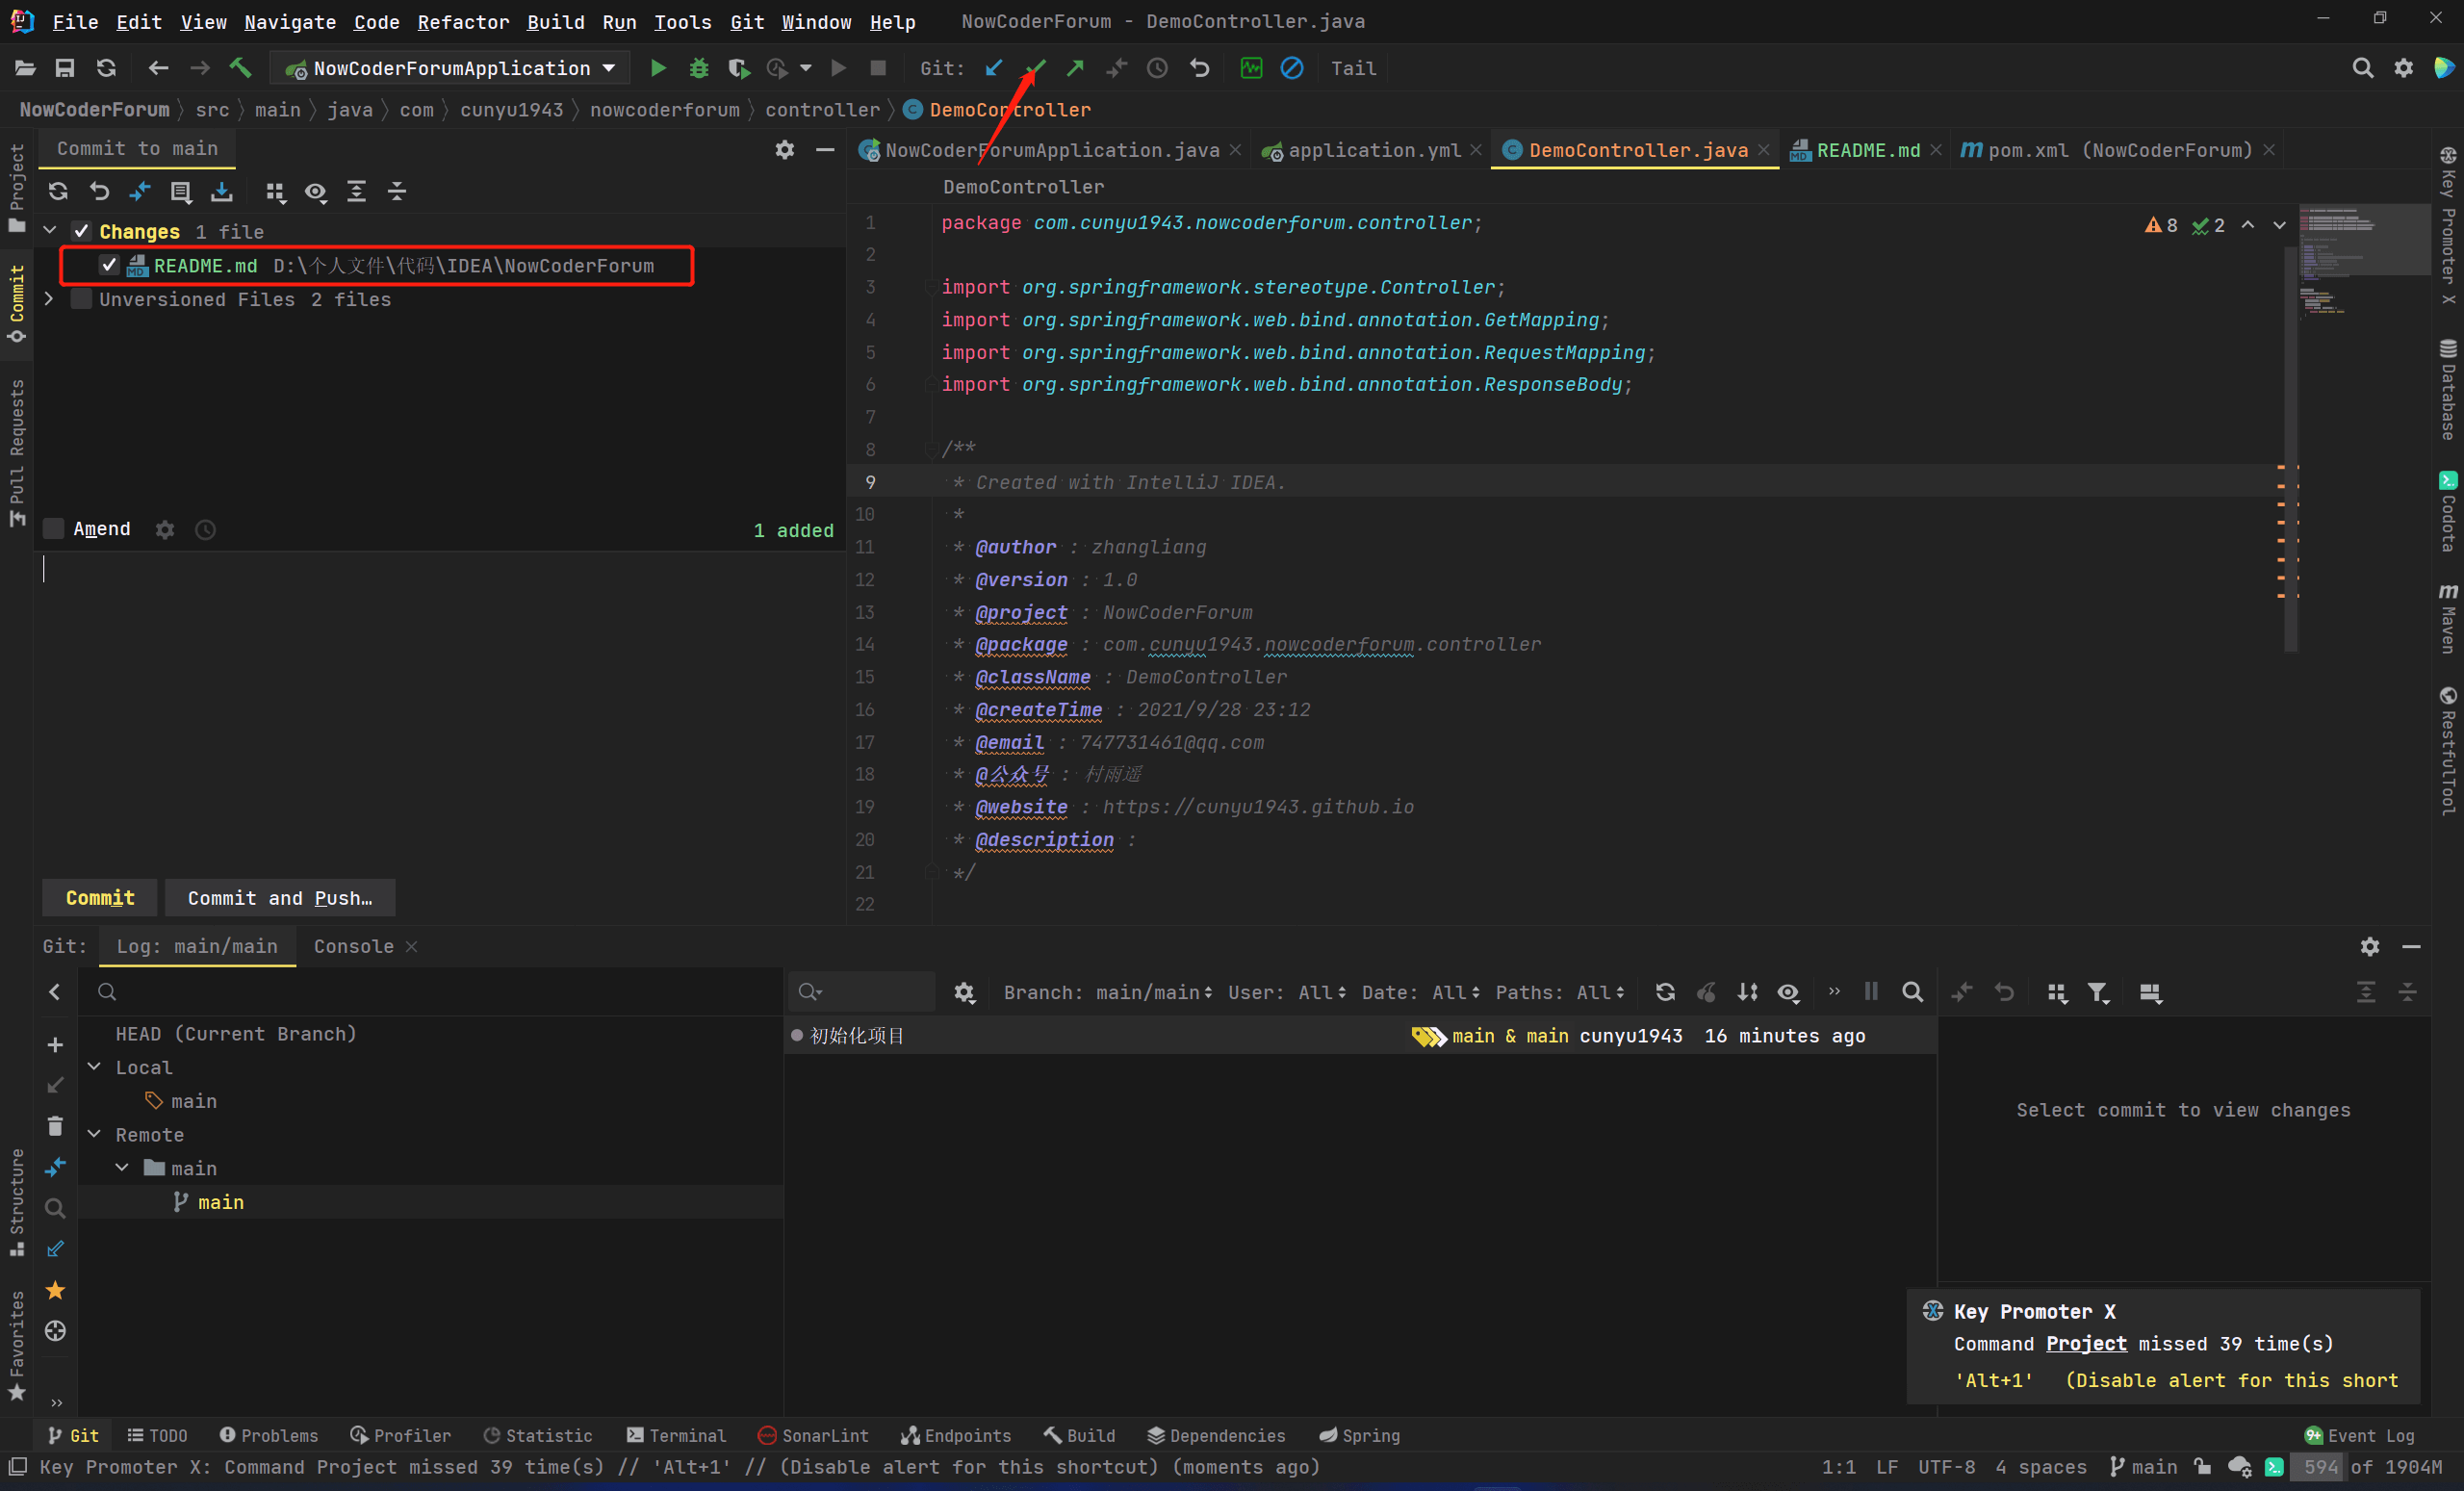 File Edit View Navigate Code Refactor Build Run Tools Git Window Help NowCoderForum - DemoController.java
NowCoderForumApplication Git: Tail
NowCoderForum src main java com cunyu1943 nowcoderforum controller DemoController
Commit to main
NowCoderForumApplication.java application.yml DemoController.java README.md pom.xml (NowCoderForum)
DemoController
Project
Commit
Pull Requests
Structure
Favorites
Changes 1 file
README.md D:\个人文件\代码\IDEA\NowCoderForum
Unversioned Files 2 files
Amend
1 added
Commit
Commit and Push…
8 2
1 package com.cunyu1943.nowcoderforum.controller;
2
3 import org.springframework.stereotype.Controller;
4 import org.springframework.web.bind.annotation.GetMapping;
5 import org.springframework.web.bind.annotation.RequestMapping;
6 import org.springframework.web.bind.annotation.ResponseBody;
7
8 /**
9 * Created with IntelliJ IDEA.
10 *
11 * @author : zhangliang
12 * @version : 1.0
13 * @project : NowCoderForum
14 * @package : com.cunyu1943.nowcoderforum.controller
15 * @className : DemoController
16 * @createTime : 2021/9/28 23:12
17 * @email : 747731461@qq.com
18 * @公众号 : 村雨遥
19 * @website : https://cunyu1943.github.io
20 * @description :
21 */
22
Key Promoter X
Database
Codota
Maven
RestfulTool
Git: Log: main/main Console
Branch: main/main User: All Date: All Paths: All
HEAD (Current Branch)
Local
main
Remote
main
main
初始化项目 main & main cunyu1943 16 minutes ago
Select commit to view changes
Key Promoter X
Command Project missed 39 time(s)
'Alt+1' (Disable alert for this short
Git TODO Problems Profiler Statistic Terminal SonarLint Endpoints Build Dependencies Spring 9+ Event Log
Key Promoter X: Command Project missed 39 time(s) // 'Alt+1' // (Disable alert for this shortcut) (moments ago) 1:1 LF UTF-8 4 spaces main 594 of 1904M